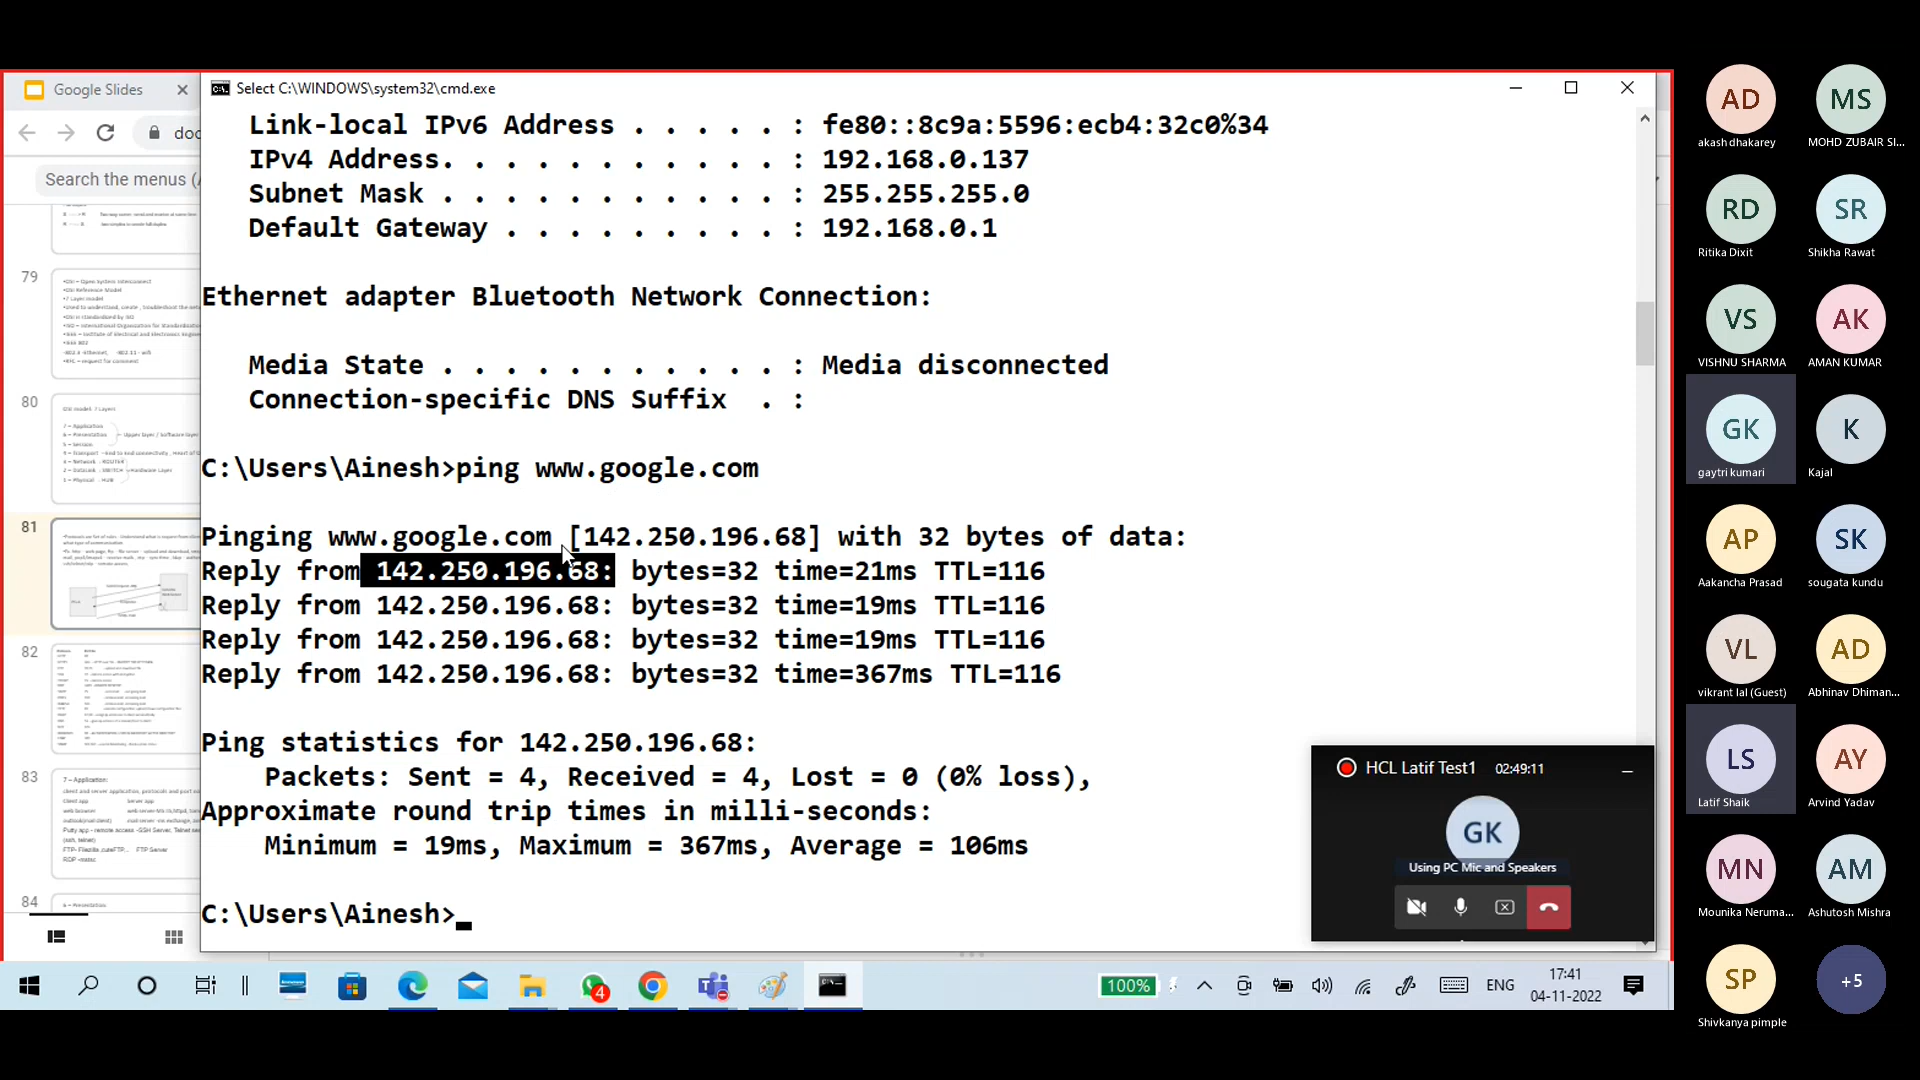 Google Slides
Select C:\WINDOWS\system32\cmd.exe
doc
Search the menus (
79
80
81
82
83
84
OSI model: 7 Layers
7 – Application:
Link-local IPv6 Address . . . . . : fe80::8c9a:5596:ecb4:32c0%34
IPv4 Address. . . . . . . . . . . : 192.168.0.137
Subnet Mask . . . . . . . . . . . : 255.255.255.0
Default Gateway . . . . . . . . . : 192.168.0.1
Ethernet adapter Bluetooth Network Connection:
Media State . . . . . . . . . . . : Media disconnected
Connection-specific DNS Suffix  . :
C:\Users\Ainesh>ping www.google.com
Pinging www.google.com [142.250.196.68] with 32 bytes of data:
Reply from 142.250.196.68: bytes=32 time=21ms TTL=116
Reply from 142.250.196.68: bytes=32 time=19ms TTL=116
Reply from 142.250.196.68: bytes=32 time=19ms TTL=116
Reply from 142.250.196.68: bytes=32 time=367ms TTL=116
Ping statistics for 142.250.196.68:
Packets: Sent = 4, Received = 4, Lost = 0 (0% loss),
Approximate round trip times in milli-seconds:
Minimum = 19ms, Maximum = 367ms, Average = 106ms
C:\Users\Ainesh>
HCL Latif Test1 02:49:11
GK
Using PC Mic and Speakers
4
100%
ENG
17:41
04-11-2022
AD MS
akash dhakarey MOHD ZUBAIR SI...
RD SR
Ritika Dixit Shikha Rawat
VS AK
VISHNU SHARMA AMAN KUMAR
GK K
gaytri kumari Kajal
AP SK
Aakancha Prasad sougata kundu
VL AD
vikrant lal (Guest) Abhinav Dhiman...
LS AY
Latif Shaik Arvind Yadav
MN AM
Mounika Neruma... Ashutosh Mishra
SP +5
Shivkanya pimple